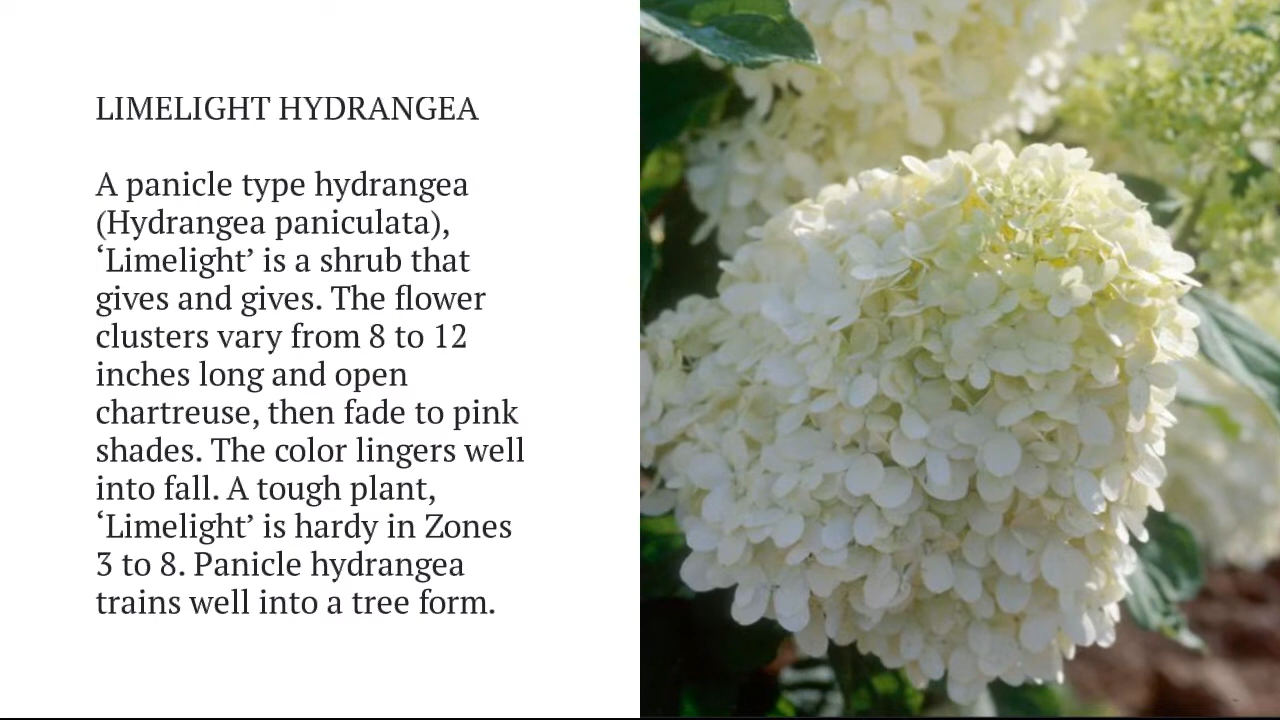 LIMELIGHT HYDRANGEA
A panicle type hydrangea
(Hydrangea paniculata),
‘Limelight’ is a shrub that
gives and gives. The flower
clusters vary from 8 to 12
inches long and open
chartreuse, then fade to pink
shades. The color lingers well
into fall. A tough plant,
‘Limelight’ is hardy in Zones
3 to 8. Panicle hydrangea
trains well into a tree form.